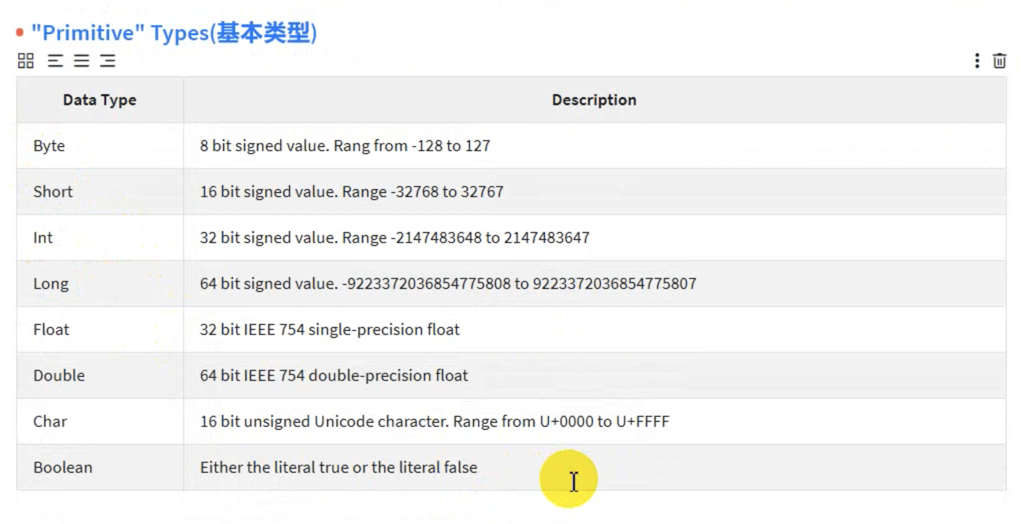 "Primitive" Types(基本类型)
Data Type Description
Byte 8 bit signed value. Rang from -128 to 127
Short 16 bit signed value. Range -32768 to 32767
Int 32 bit signed value. Range -2147483648 to 2147483647
Long 64 bit signed value. -9223372036854775808 to 9223372036854775807
Float 32 bit IEEE 754 single-precision float
Double 64 bit IEEE 754 double-precision float
Char 16 bit unsigned Unicode character. Range from U+0000 to U+FFFF
Boolean Either the literal true or the literal false